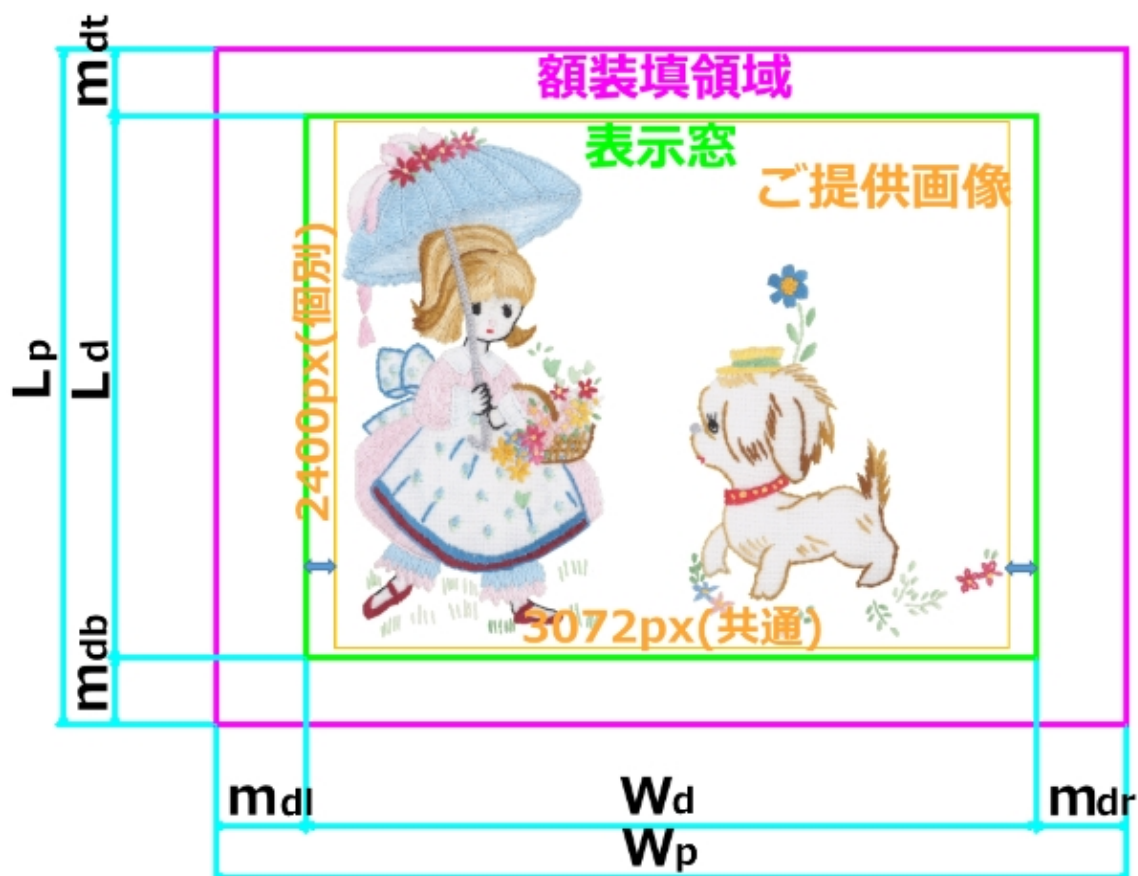 額装填領域
表示窓
ご提供画像
2400px(個別)
3072px(共通)
mdt
Lp
Ld
mdb
mdl
Wd
mdr
Wp